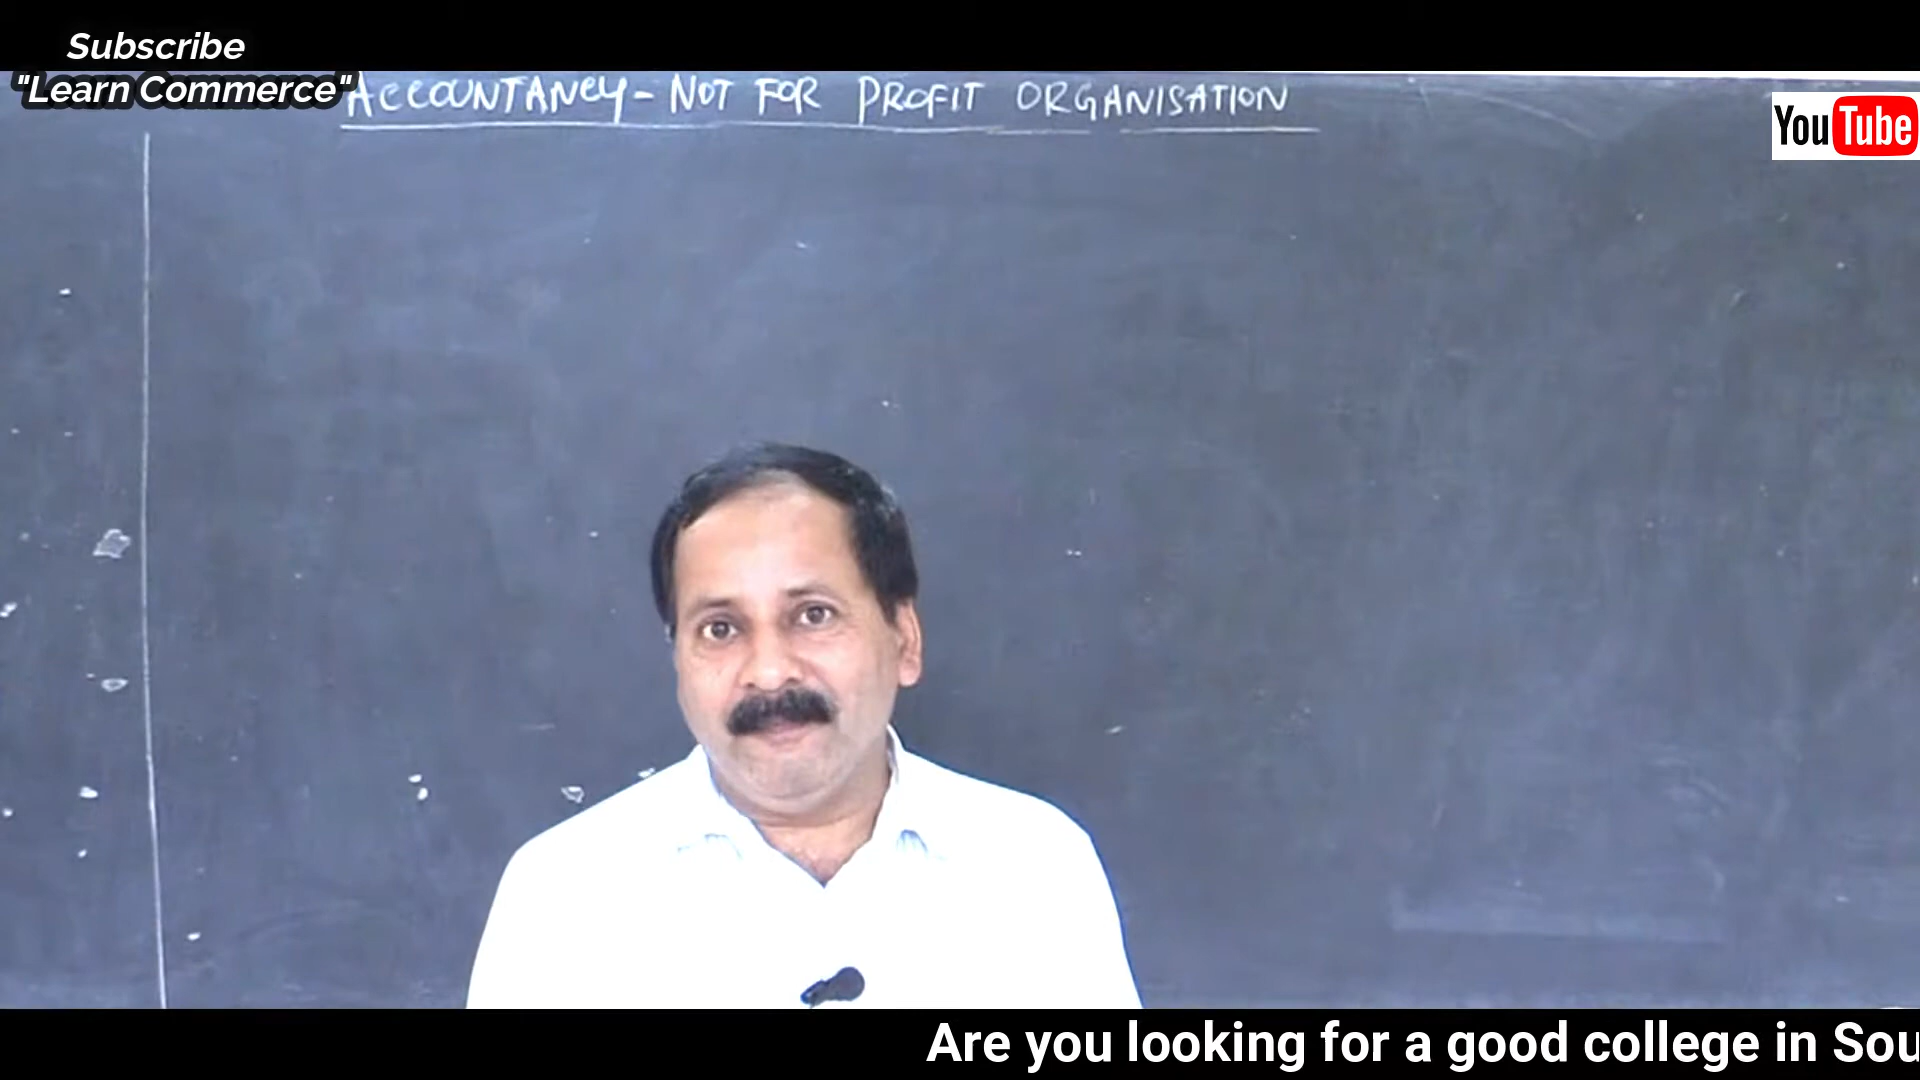 Subscribe
"Learn Commerce"
ACCOUNTANCY - NOT FOR PROFIT ORGANISATION
YouTube
Are you looking for a good college in Sou